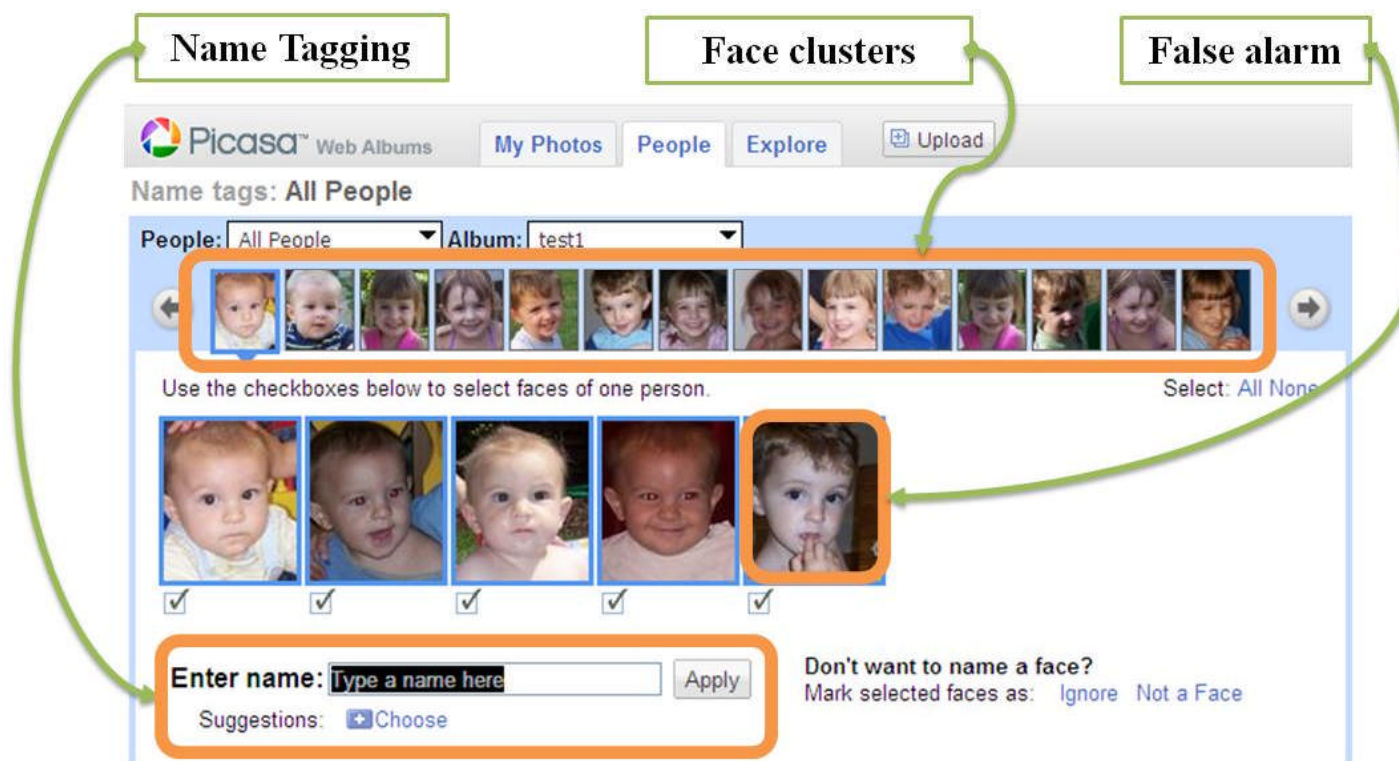 Name Tagging
Face clusters
False alarm
Picasa™ Web Albums
My Photos
People
Explore
Upload
Name tags: All People
People: All People
Album: test1
Use the checkboxes below to select faces of one person.
Select: All None
Enter name: Type a name here
Apply
Suggestions: Choose
Don't want to name a face?
Mark selected faces as: Ignore Not a Face